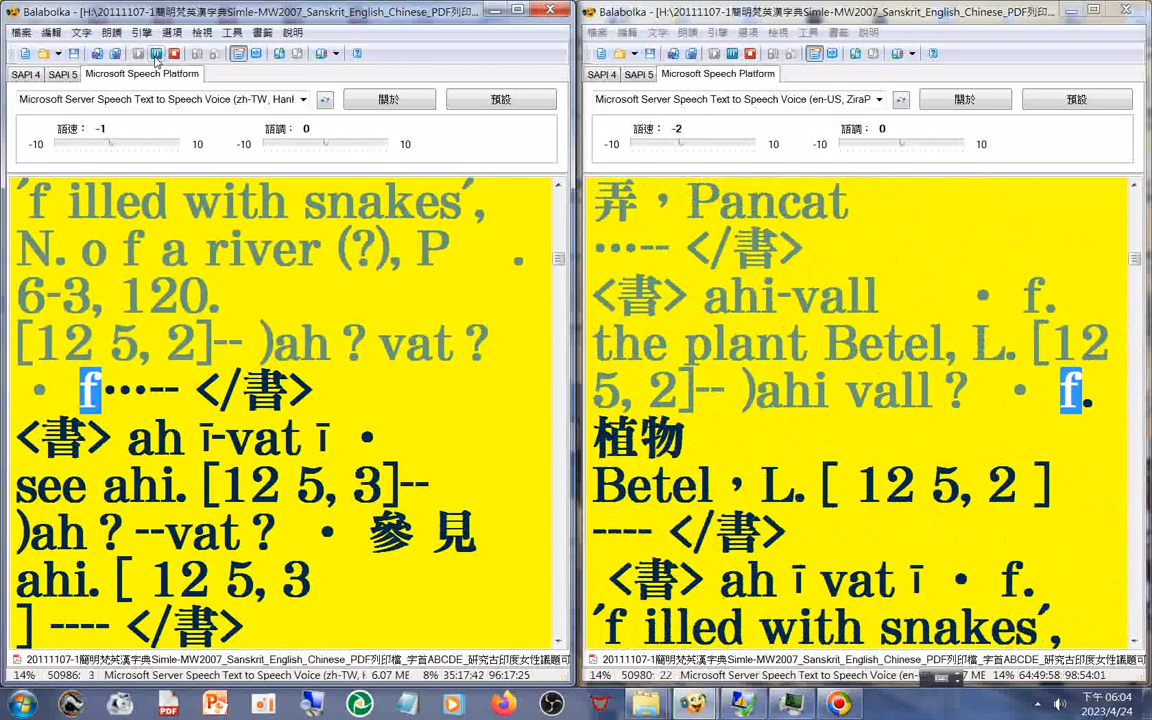 Balabolka - [H:\20111107-1簡明梵英漢字典Simle-MW2007_Sanskrit_English_Chinese_PDF列印...
檔案 編輯 文字 朗讀 引擎 選項 檢視 工具 書籤 說明
SAPI 4 SAPI 5 Microsoft Speech Platform
Microsoft Server Speech Text to Speech Voice (zh-TW, Hanl
關於 預設
語速： -1 語調： 0
-10 10 -10 10
'f illed with snakes',
N. o f a river (?), P .
6-3, 120.
[12 5, 2]-- )ah ? vat ?
• f…-- </書>
<書> ah ī-vat ī •
see ahi. [12 5, 3]--
)ah ? --vat ? • 參 見
ahi. [ 12 5, 3
] ---- </書>
20111107-1簡明梵英漢字典Simle-MW2007_Sanskrit_English_Chinese_PDF列印檔_字首ABCDE_研究古印度女性議題可
50986: 3 Microsoft Server Speech Text to Speech Voice (zh-TW, H 6.07 ME 8% 35:17:42 96:17:25
Balabolka - [H:\20111107-1簡明梵英漢字典Simle-MW2007_Sanskrit_English_Chinese_PDF列印...
檔案 編輯 文字 朗讀 引擎 選項 檢視 工具 書籤 說明
SAPI 4 SAPI 5 Microsoft Speech Platform
Microsoft Server Speech Text to Speech Voice (en-US, ZiraP
關於 預設
語速： -2 語調： 0
-10 10 -10 10
弄，Pancat
…-- </書>
<書> ahi-vall • f.
the plant Betel, L. [12
5, 2]-- )ahi vall ? • f.
植物
Betel，L. [ 12 5, 2 ]
---- </書>
<書> ah ī vat ī • f.
'f illed with snakes',
20111107-1簡明梵英漢字典Simle-MW2007_Sanskrit_English_Chinese_PDF列印檔_字首ABCDE_研究古印度女性議題可
50980: 22 Microsoft Server Speech Text to Speech Voice (en-us 7 ME 14% 64:49:58 98:54:01
下午 06:04
2023/4/24